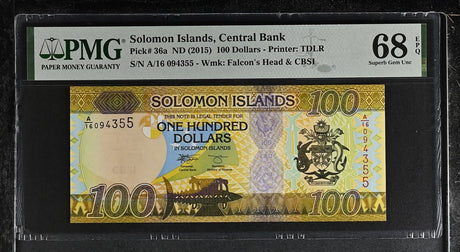 PMG
PAPER MONEY GUARANTY
Solomon Islands, Central Bank
Pick# 36a ND (2015) 100 Dollars - Printer: TDLR
S/N A/16 094355 - Wmk: Falcon's Head & CBSI
68 EPQ
Superb Gem Unc
SOLOMON ISLANDS
100
A/16 094355
THIS NOTE IS LEGAL TENDER FOR
ONE HUNDRED
DOLLARS
IN SOLOMON ISLANDS
A/16 094355
CBSI
100
100